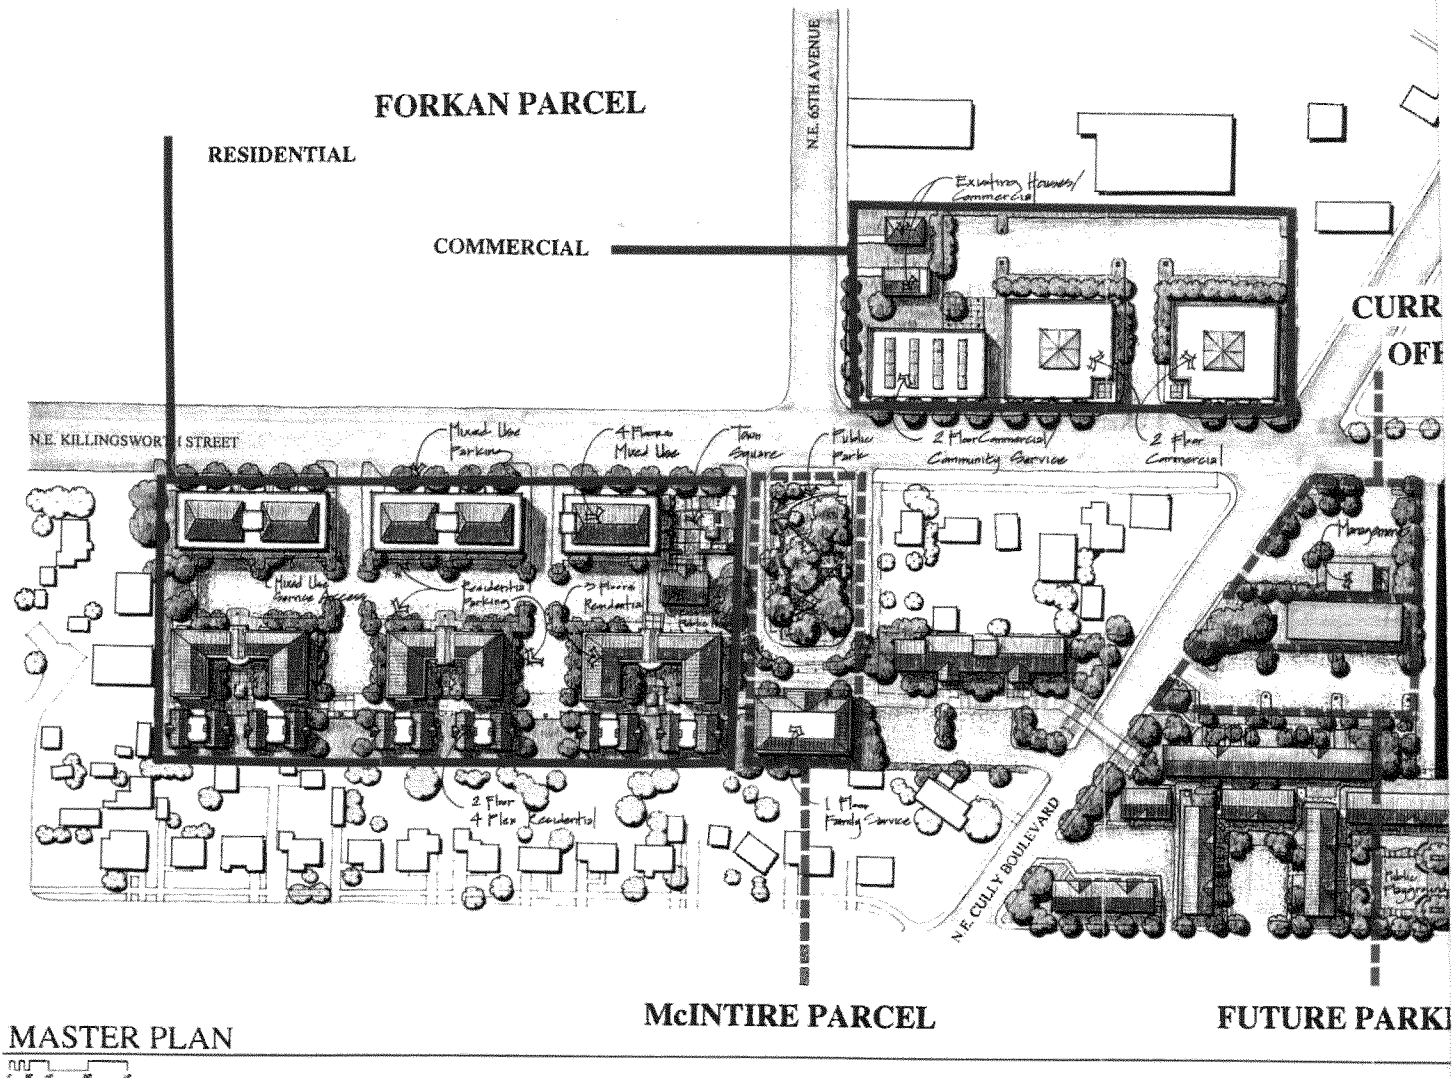 FORKAN PARCEL
RESIDENTIAL
N.E. 65TH AVENUE
Existing Houses/
Commercial
COMMERCIAL
CURR
OFF
N.E. KILLINGSWORTH STREET
Mixed Use
Parking
4 Floors
Mixed Use
Town
Square
Public
Park
2 Floor Commercial/
Community Service
2 Floor
Commercial
Management
Mixed Use
Service Access
Residential
Parking
3 Floors
Residential
2 Floor
4 Plex Residential
1 Floor
Family Service
N.E. CULLY BOULEVARD
Public
Playground
McINTIRE PARCEL
FUTURE PARK
MASTER PLAN